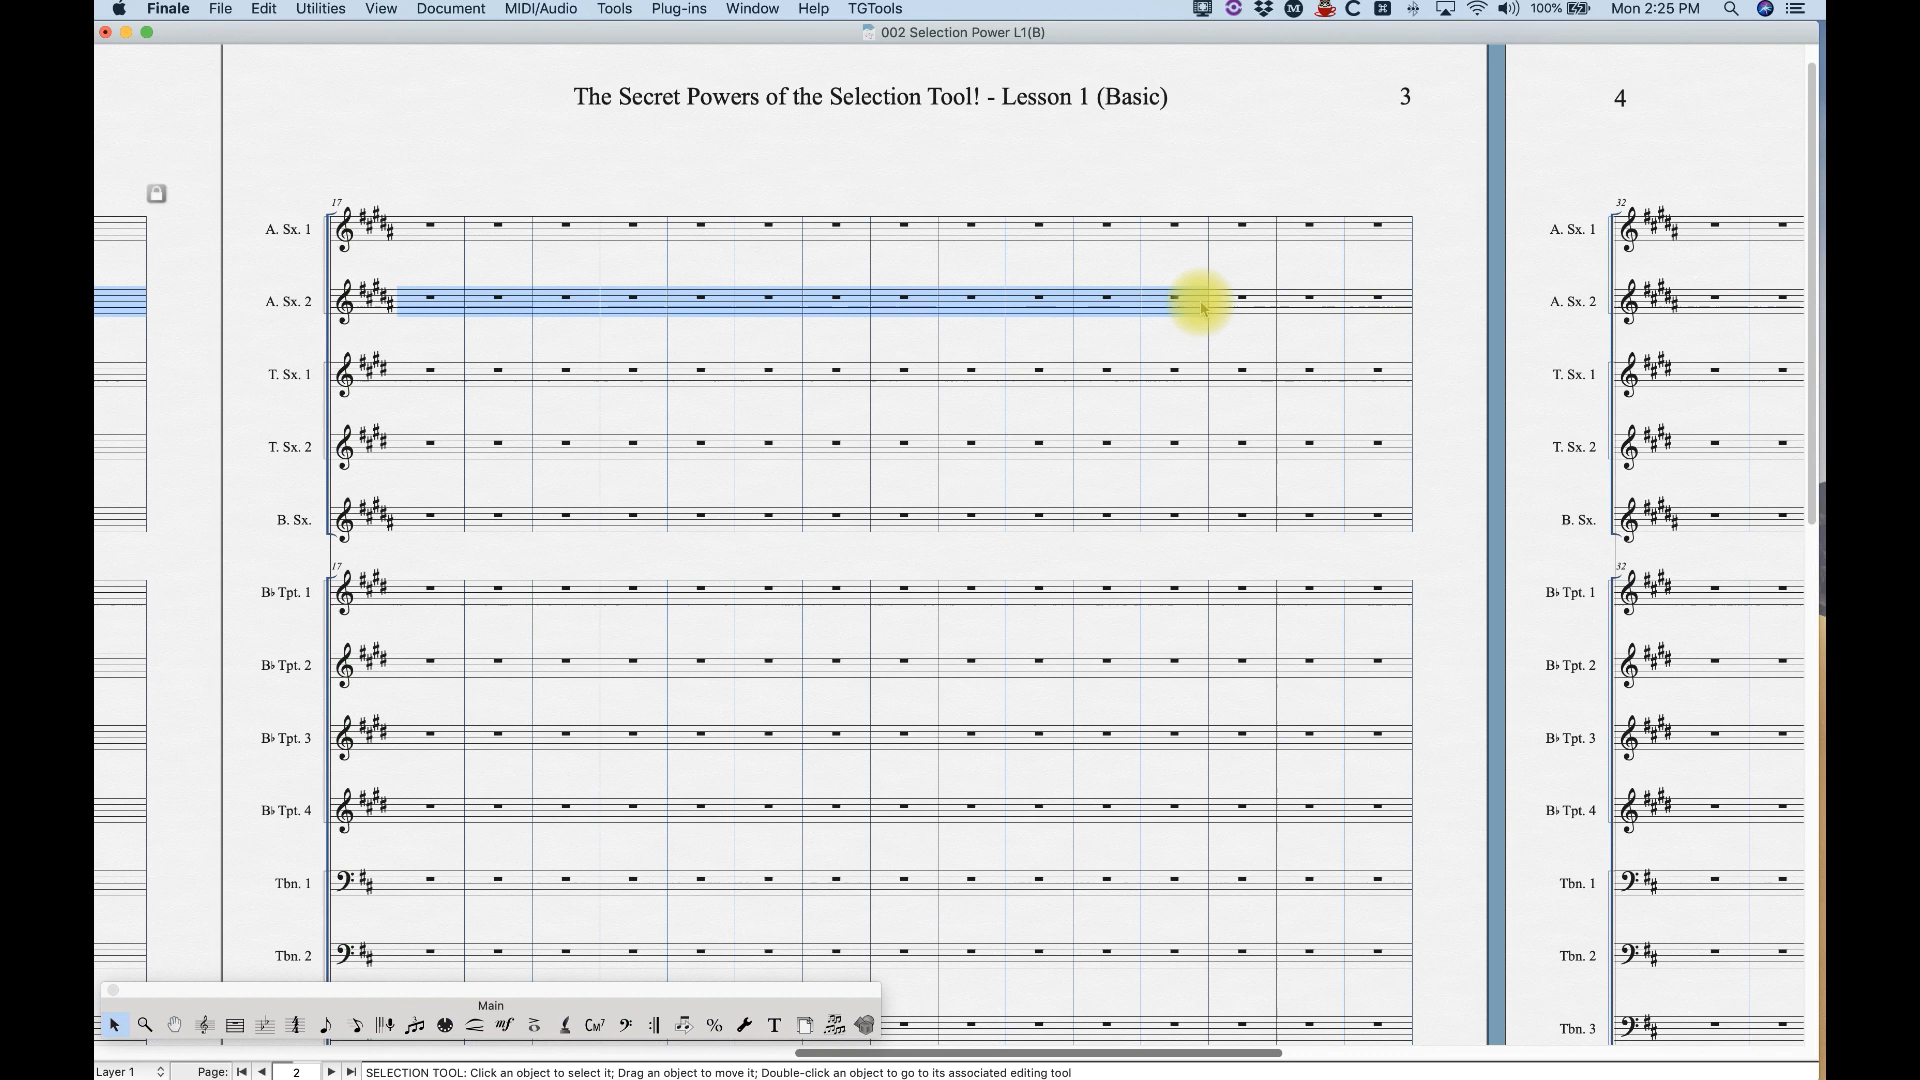 Finale File Edit Utilities View Document MIDI/Audio Tools Plug-ins Window Help TGTools 100% Mon 2:25 PM
002 Selection Power L1(B)
The Secret Powers of the Selection Tool! - Lesson 1 (Basic) 3 4
17 32
A. Sx. 1 A. Sx. 1
A. Sx. 2 A. Sx. 2
T. Sx. 1 T. Sx. 1
T. Sx. 2 T. Sx. 2
B. Sx. B. Sx.
17 32
B♭ Tpt. 1 B♭ Tpt. 1
B♭ Tpt. 2 B♭ Tpt. 2
B♭ Tpt. 3 B♭ Tpt. 3
B♭ Tpt. 4 B♭ Tpt. 4
Tbn. 1 Tbn. 1
Tbn. 2 Tbn. 2
Tbn. 3
Main
mf CM7 % T
Layer 1 Page: 2 SELECTION TOOL: Click an object to select it; Drag an object to move it; Double-click an object to go to its associated editing tool